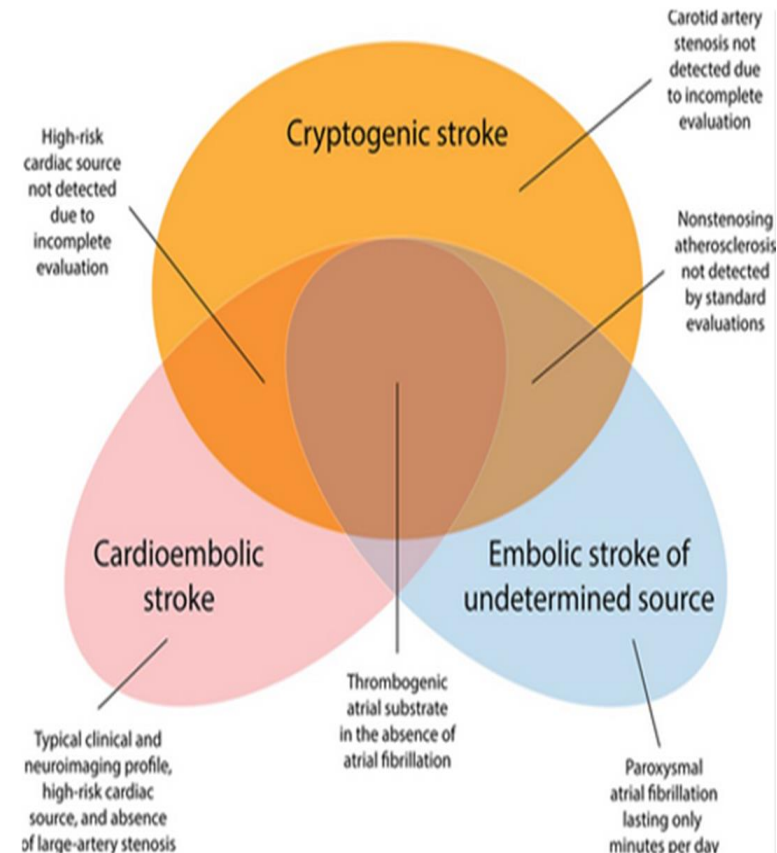 Carotid artery
stenosis not
detected due
to incomplete
evaluation
Cryptogenic stroke
High-risk
cardiac source
not detected
due to
incomplete
evaluation
Nonstenosing
atherosclerosis
not detected
by standard
evaluations
Cardioembolic
stroke
Embolic stroke of
undetermined source
Thrombogenic
atrial substrate
in the absence of
atrial fibrillation
Typical clinical and
neuroimaging profile,
high-risk cardiac
source, and absence
of large-artery stenosis
Paroxysmal
atrial fibrillation
lasting only
minutes per day